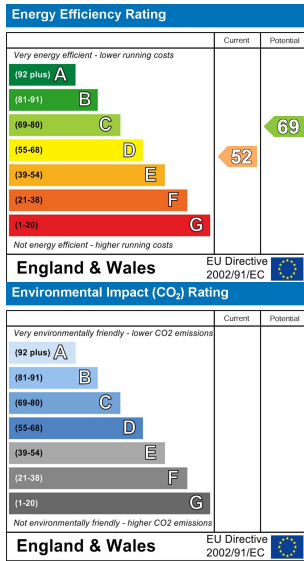 Energy Efficiency Rating
Current Potential
Very energy efficient - lower running costs
(92 plus) A
(81-91) B
(69-80) C
(55-68) D
(39-54) E
(21-38) F
(1-20) G
52
69
Not energy efficient - higher running costs
England & Wales
EU Directive
2002/91/EC
Environmental Impact (CO₂) Rating
Current Potential
Very environmentally friendly - lower CO2 emissions
(92 plus) A
(81-91) B
(69-80) C
(55-68) D
(39-54) E
(21-38) F
(1-20) G
Not environmentally friendly - higher CO2 emissions
England & Wales
EU Directive
2002/91/EC